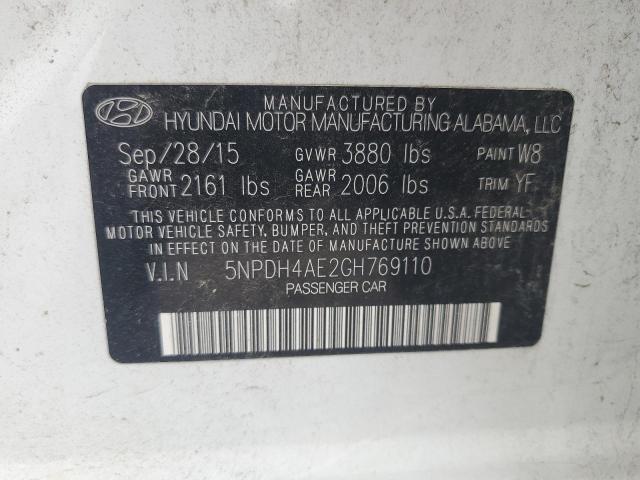 MANUFACTURED BY
HYUNDAI MOTOR MANUFACTURING ALABAMA, LLC
Sep/28/15 GVWR 3880 lbs PAINT W8
GAWR FRONT 2161 lbs GAWR REAR 2006 lbs TRIM YF
THIS VEHICLE CONFORMS TO ALL APPLICABLE U.S.A. FEDERAL
MOTOR VEHICLE SAFETY, BUMPER, AND THEFT PREVENTION STANDARDS
IN EFFECT ON THE DATE OF MANUFACTURE SHOWN ABOVE.
V.I.N 5NPDH4AE2GH769110
PASSENGER CAR